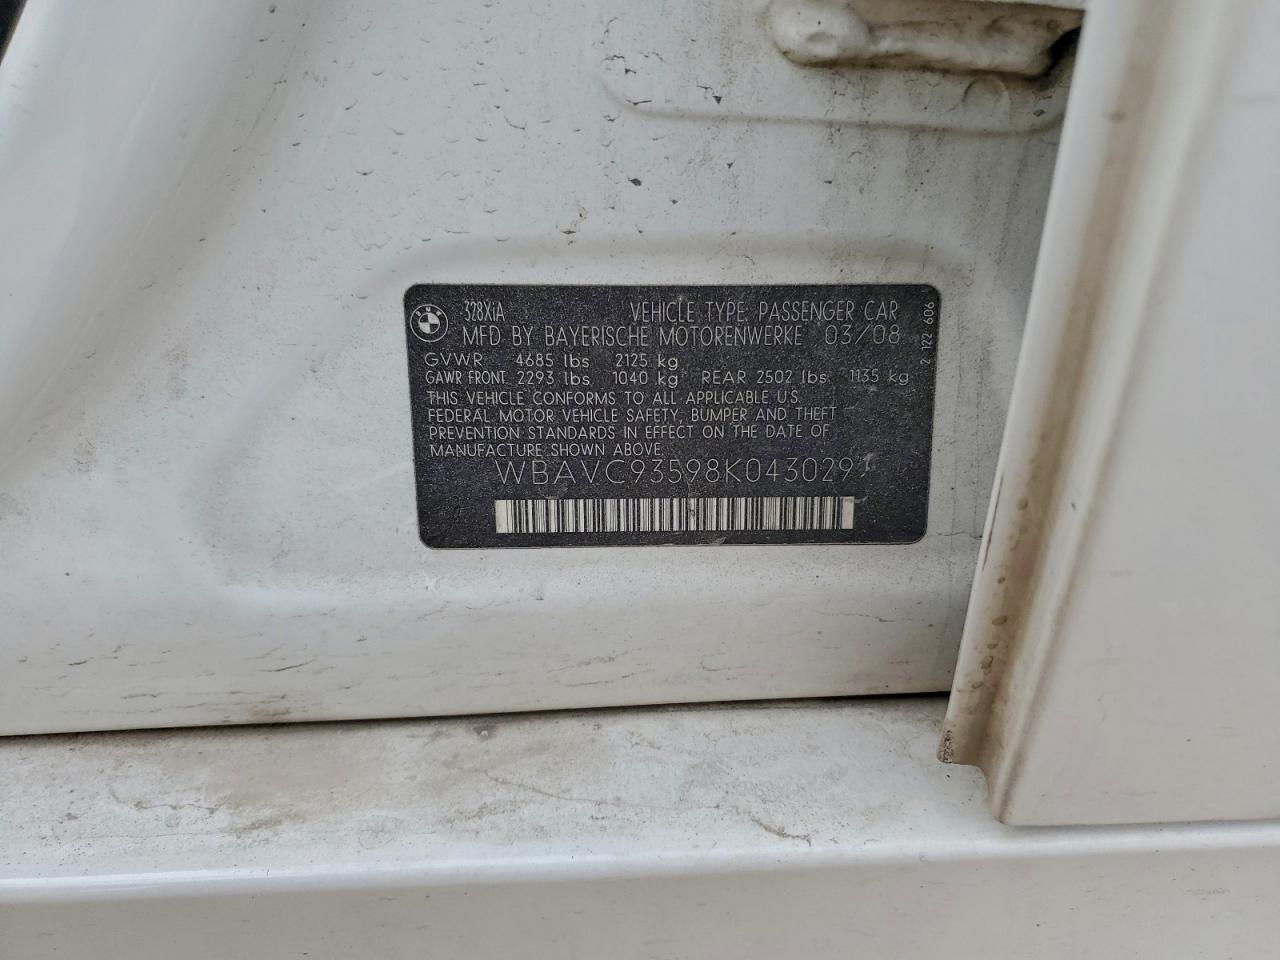 BMW
328XiA VEHICLE TYPE: PASSENGER CAR
MFD BY BAYERISCHE MOTORENWERKE 03/08
GVWR 4685 lbs 2125 kg
GAWR FRONT 2293 lbs 1040 kg REAR 2502 lbs 1135 kg
THIS VEHICLE CONFORMS TO ALL APPLICABLE U.S.
FEDERAL MOTOR VEHICLE SAFETY, BUMPER AND THEFT
PREVENTION STANDARDS IN EFFECT ON THE DATE OF
MANUFACTURE SHOWN ABOVE.
WBAVC93598K043029
2 122 606